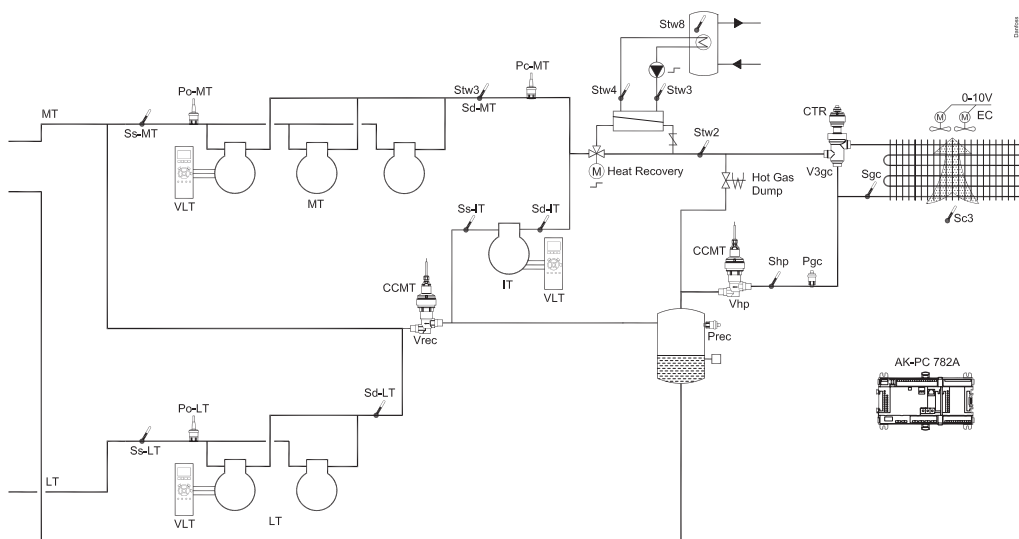 Danfoss
Stw8
0-10V
EC
CTR
Pc-MT
Po-MT
Stw3
Sd-MT
Stw4
Stw3
MT
Ss-MT
Stw2
V3gc
Heat Recovery
Sgc
Hot Gas
Dump
Sc3
VLT
MT
Ss-IT
Sd-IT
CCMT
Shp
Pgc
CCMT
IT
VLT
Vhp
Vrec
Prec
AK-PC 782A
Sd-LT
Po-LT
Ss-LT
LT
VLT
LT
M
M
M